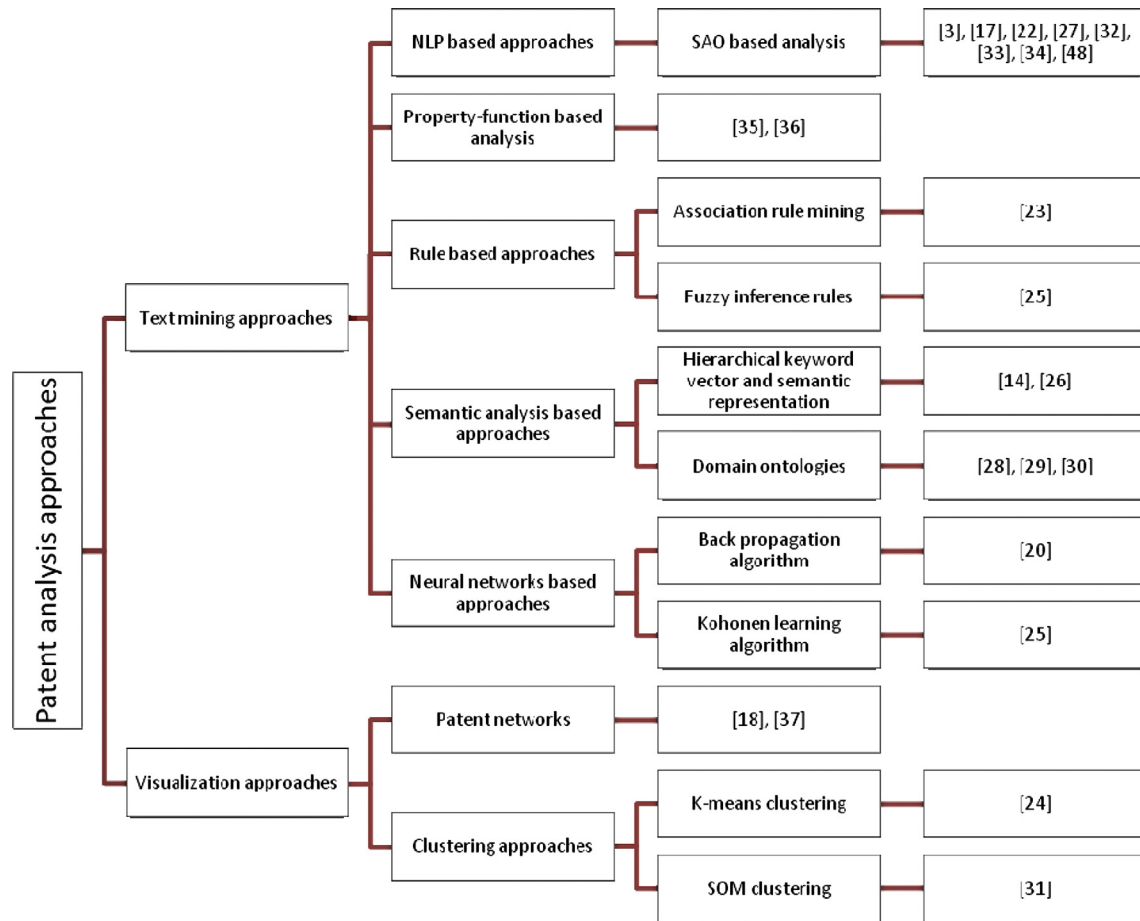 Patent analysis approaches
Text mining approaches
NLP based approaches
SAO based analysis
[3], [17], [22], [27], [32],
[33], [34], [48]
Property-function based
analysis
[35], [36]
Rule based approaches
Association rule mining
[23]
Fuzzy inference rules
[25]
Semantic analysis based
approaches
Hierarchical keyword
vector and semantic
representation
[14], [26]
Domain ontologies
[28], [29], [30]
Neural networks based
approaches
Back propagation
algorithm
[20]
Kohonen learning
algorithm
[25]
Visualization approaches
Patent networks
[18], [37]
Clustering approaches
K-means clustering
[24]
SOM clustering
[31]